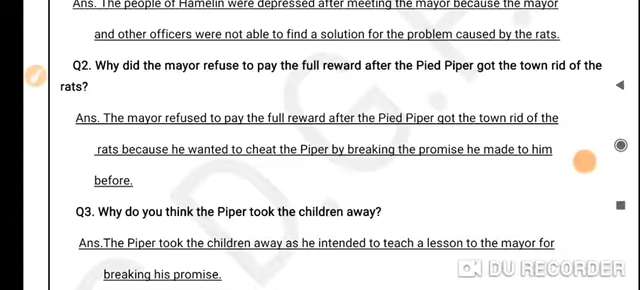 Ans. The people of Hamelin were depressed after meeting the mayor because the mayor
and other officers were not able to find a solution for the problem caused by the rats.
Q2. Why did the mayor refuse to pay the full reward after the Pied Piper got the town rid of the
rats?
Ans. The mayor refused to pay the full reward after the Pied Piper got the town rid of the
rats because he wanted to cheat the Piper by breaking the promise he made to him
before.
Q3. Why do you think the Piper took the children away?
Ans.The Piper took the children away as he intended to teach a lesson to the mayor for
breaking his promise.
DU RECORDER